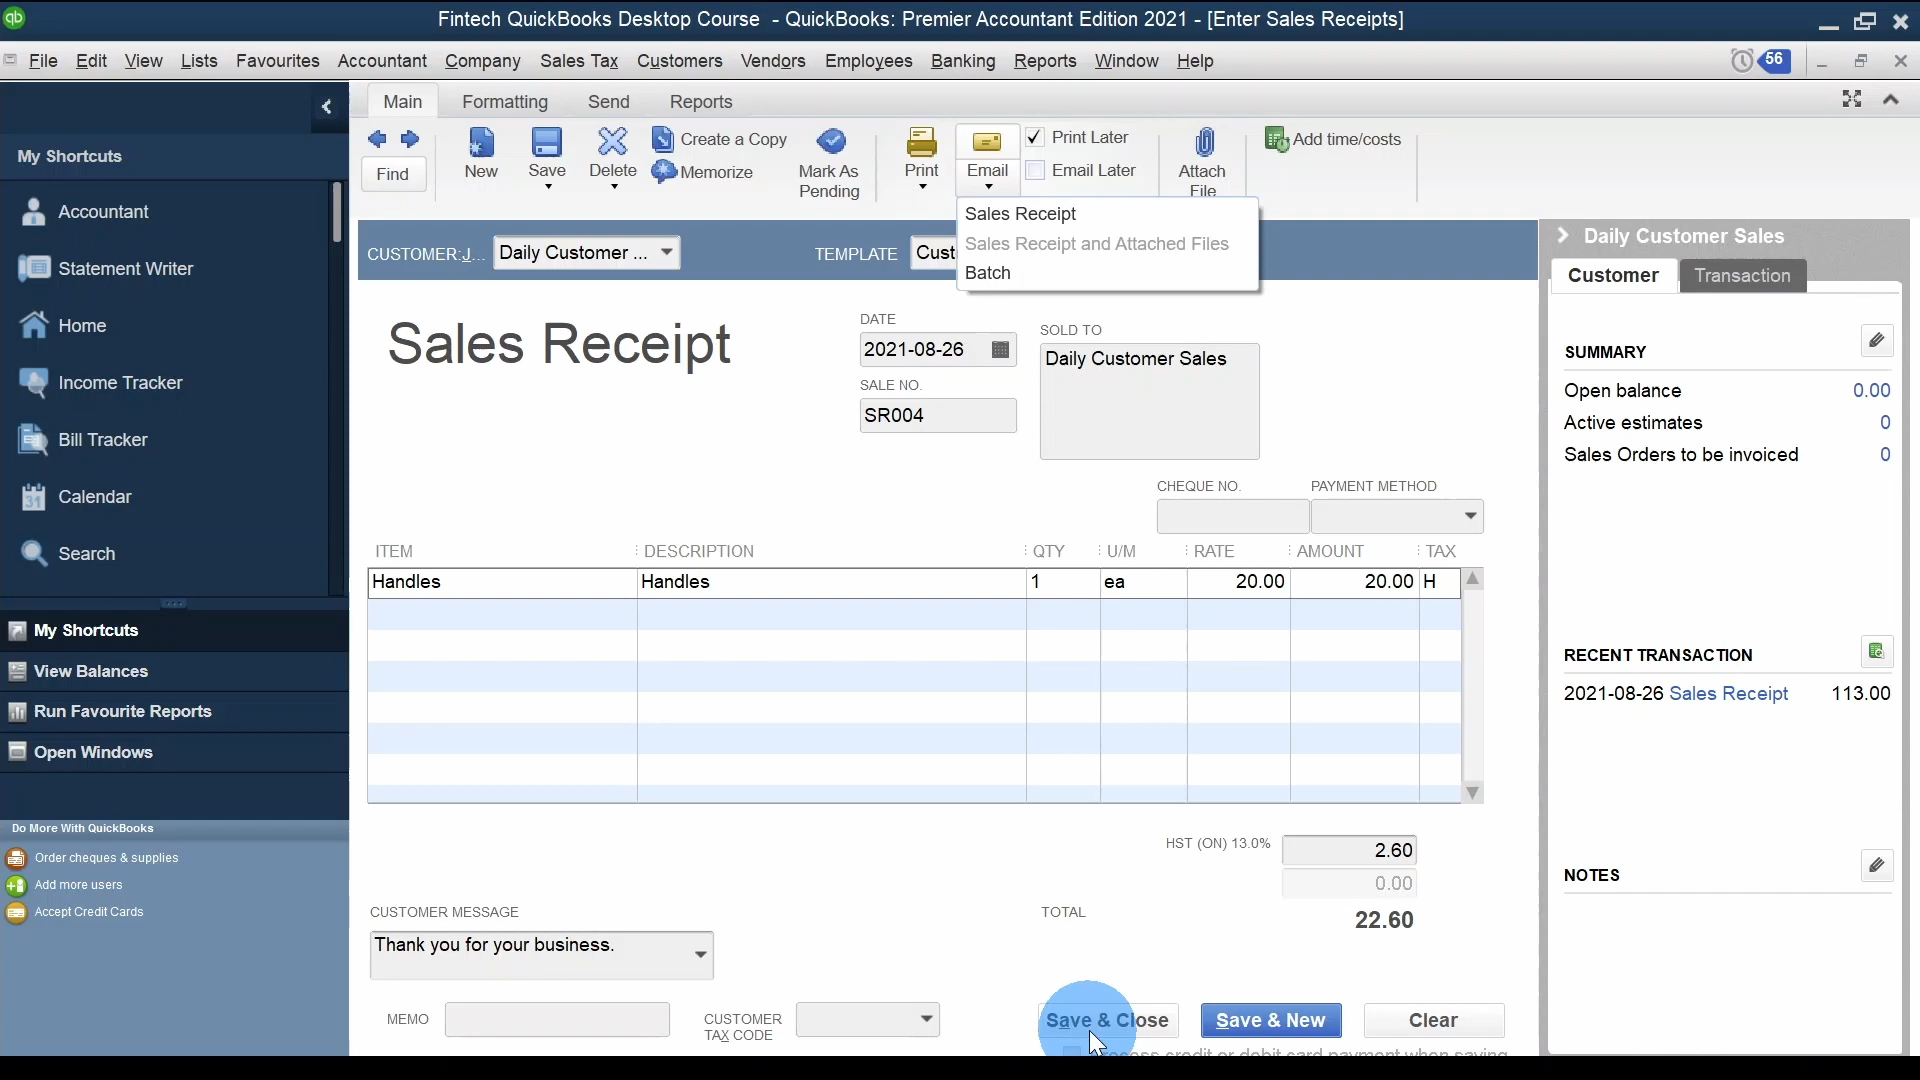 qb
Fintech QuickBooks Desktop Course - QuickBooks: Premier Accountant Edition 2021 - [Enter Sales Receipts]
File Edit View Lists Favourites Accountant Company Sales Tax Customers Vendors Employees Banking Reports Window Help
56
Main Formatting Send Reports
Find
New
Save
Delete
Create a Copy
Memorize
Mark As
Pending
Print
Email
Print Later
Email Later
Attach
File
Add time/costs
Sales Receipt
Sales Receipt and Attached Files
Batch
My Shortcuts
Accountant
Statement Writer
Home
Income Tracker
Bill Tracker
31
Calendar
Search
My Shortcuts
View Balances
Run Favourite Reports
Open Windows
Do More With QuickBooks
Order cheques & supplies
Add more users
Accept Credit Cards
CUSTOMER:J... Daily Customer ... TEMPLATE Cust
Sales Receipt
DATE
2021-08-26
SALE NO.
SR004
SOLD TO
Daily Customer Sales
CHEQUE NO. PAYMENT METHOD
ITEM DESCRIPTION QTY U/M RATE AMOUNT TAX
Handles Handles 1 ea 20.00 20.00 H
HST (ON) 13.0% 2.60
0.00
CUSTOMER MESSAGE
Thank you for your business.
TOTAL 22.60
MEMO
CUSTOMER
TAX CODE
Save & Close Save & New Clear
credit or debit card payment when saving
Daily Customer Sales
Customer Transaction
SUMMARY
Open balance 0.00
Active estimates 0
Sales Orders to be invoiced 0
RECENT TRANSACTION
2021-08-26 Sales Receipt 113.00
NOTES